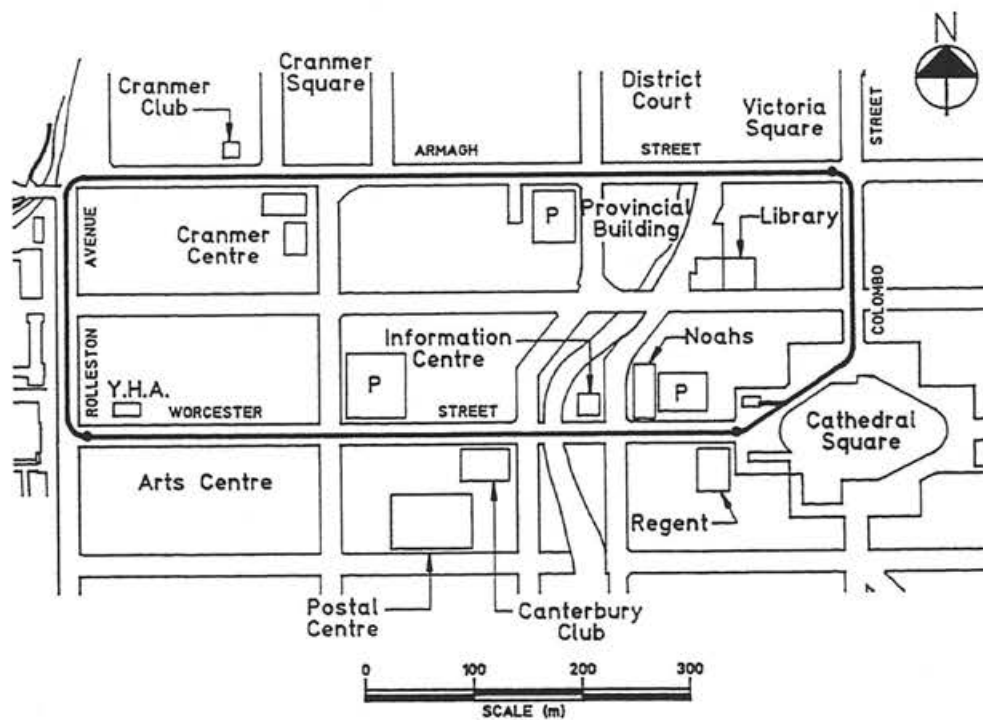 N
Cranmer
Club
Cranmer
Square
District
Court
Victoria
Square
STREET
ARMAGH STREET
AVENUE
Cranmer
Centre
P
Provincial
Building
Library
COLOMBO
Information
Centre
Noahs
ROLLESTON
Y.H.A.
P
P
WORCESTER STREET
Cathedral
Square
Arts Centre
Regent
Postal
Centre
Canterbury
Club
0 100 200 300
SCALE (m)